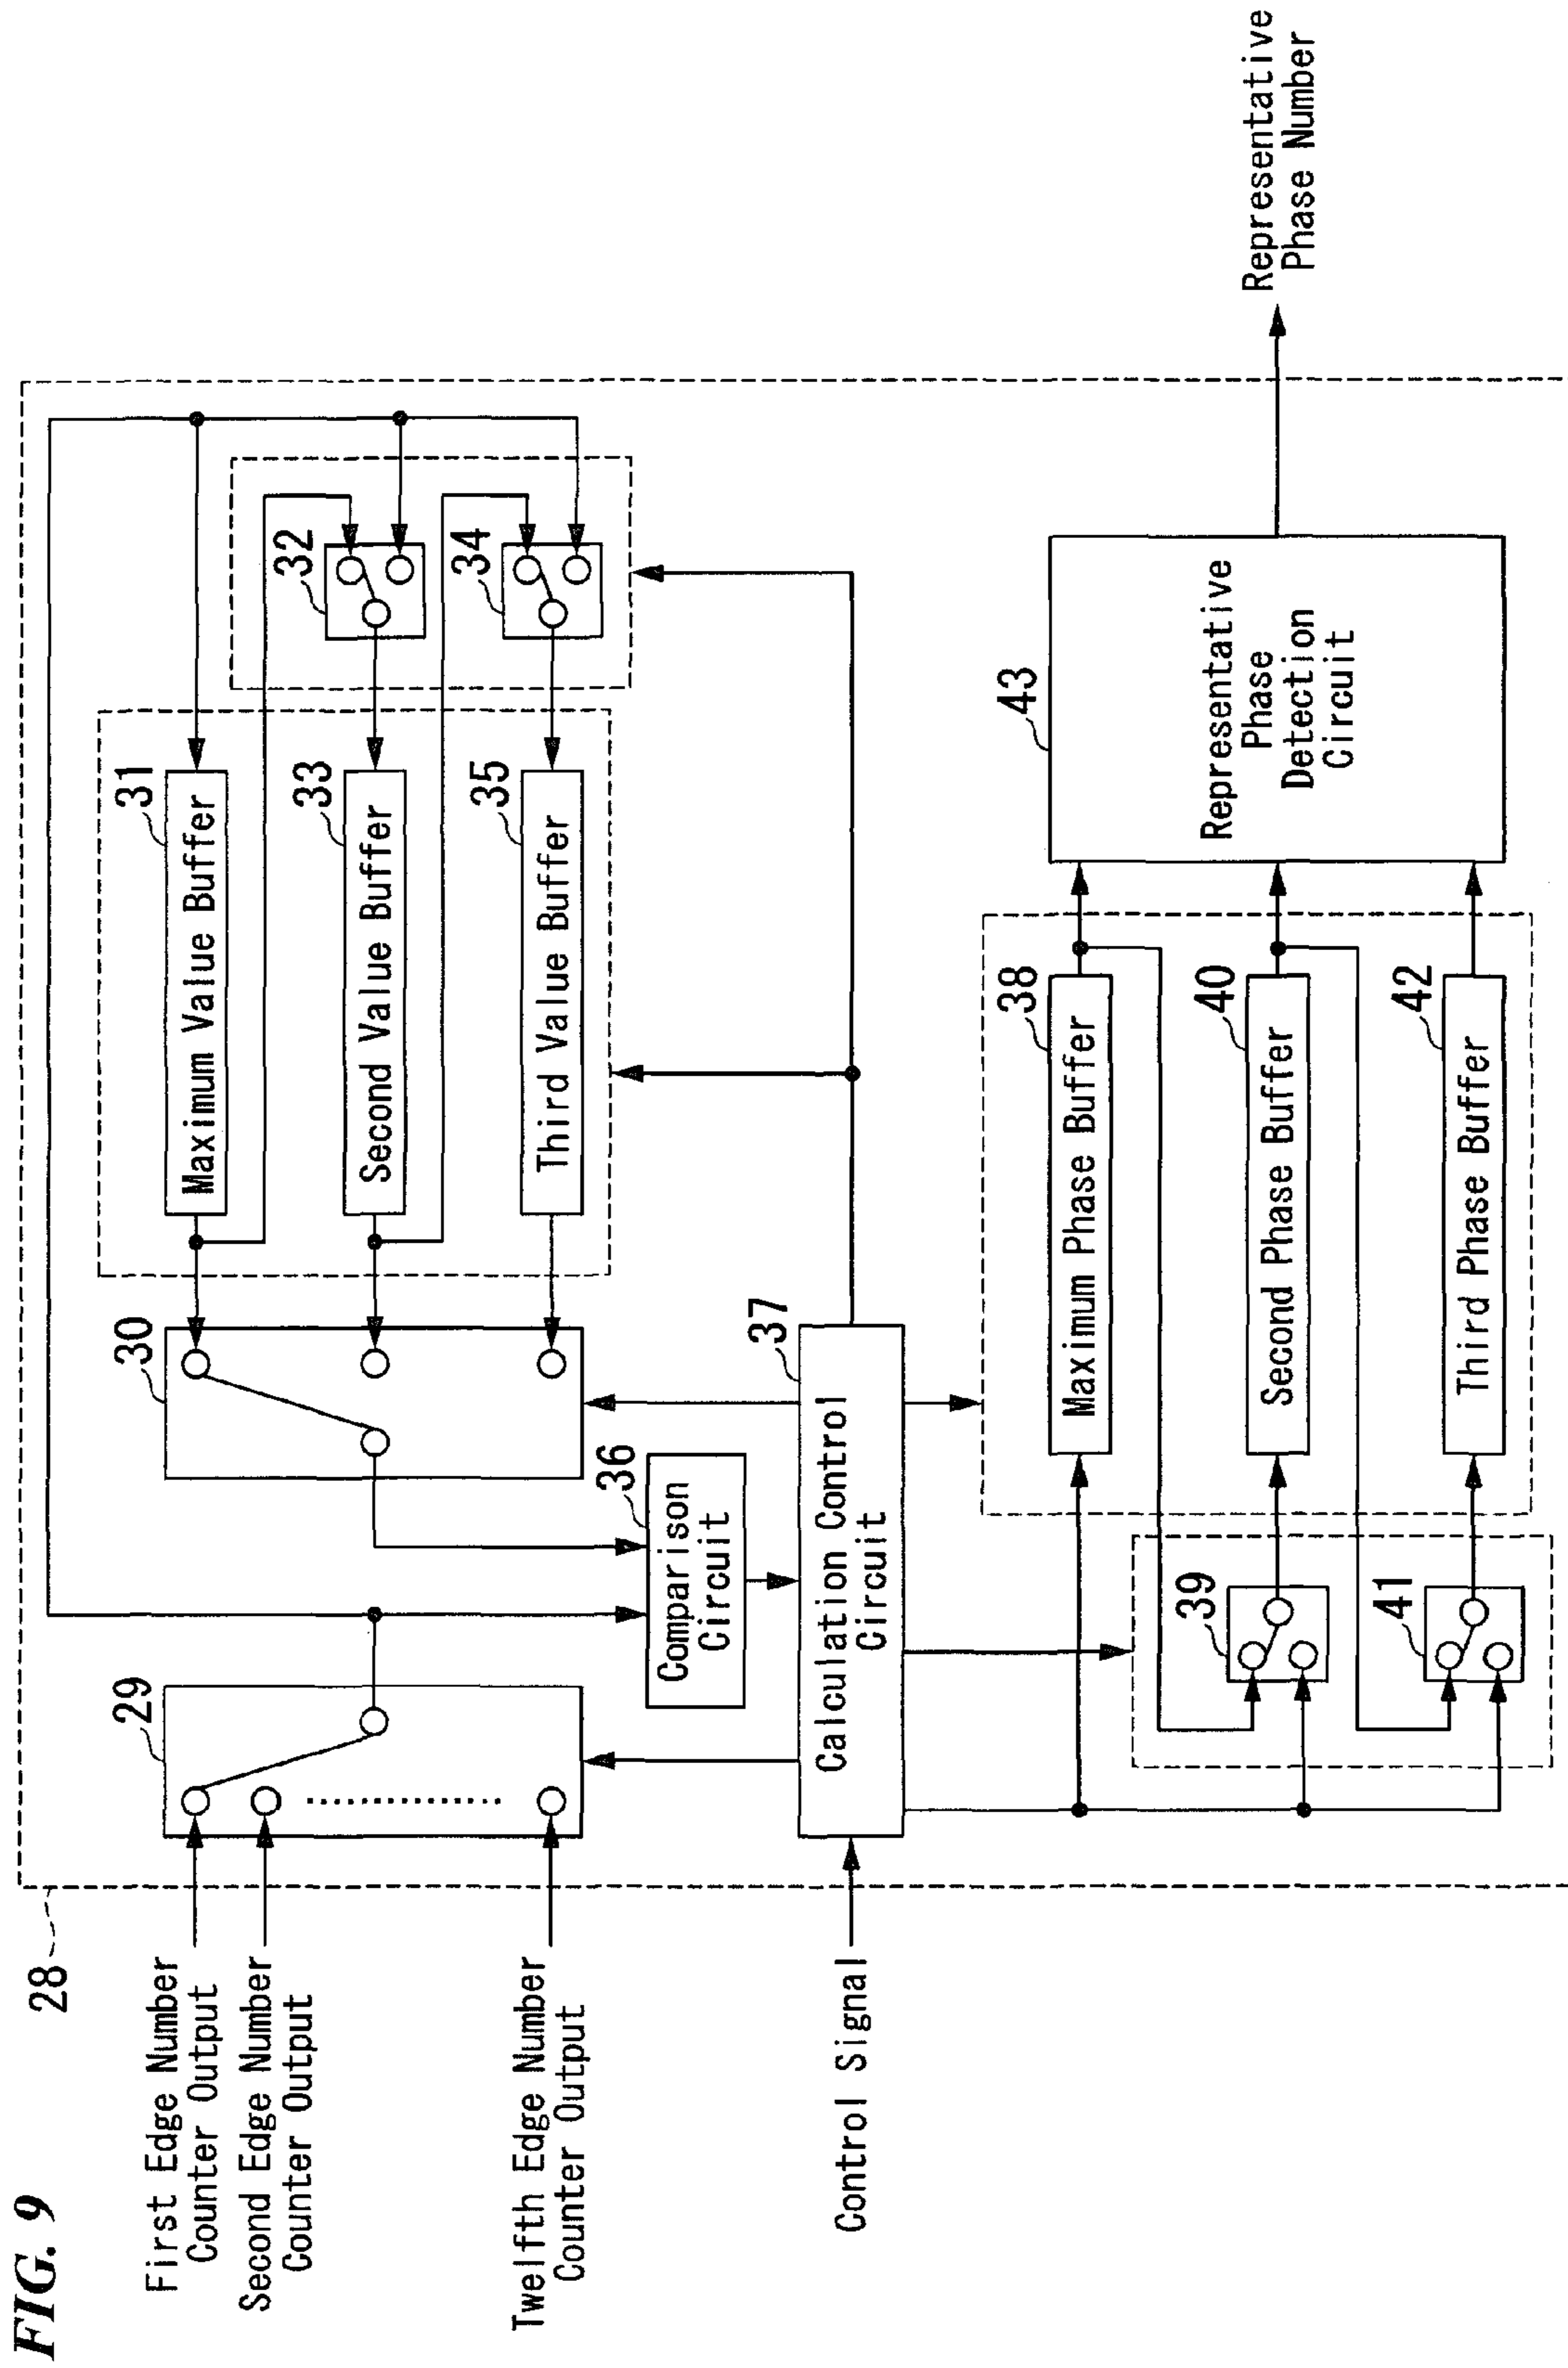 FIG. 9
28
First Edge Number
Counter Output
Second Edge Number
Counter Output
Twelfth Edge Number
Counter Output
Control Signal
29
30
31
Maximum Value Buffer
32
33
Second Value Buffer
34
35
Third Value Buffer
36
Comparison
Circuit
37
Calculation Control
Circuit
38
Maximum Phase Buffer
39
40
Second Phase Buffer
41
42
Third Phase Buffer
43
Representative
Phase
Detection
Circuit
Representative
Phase Number